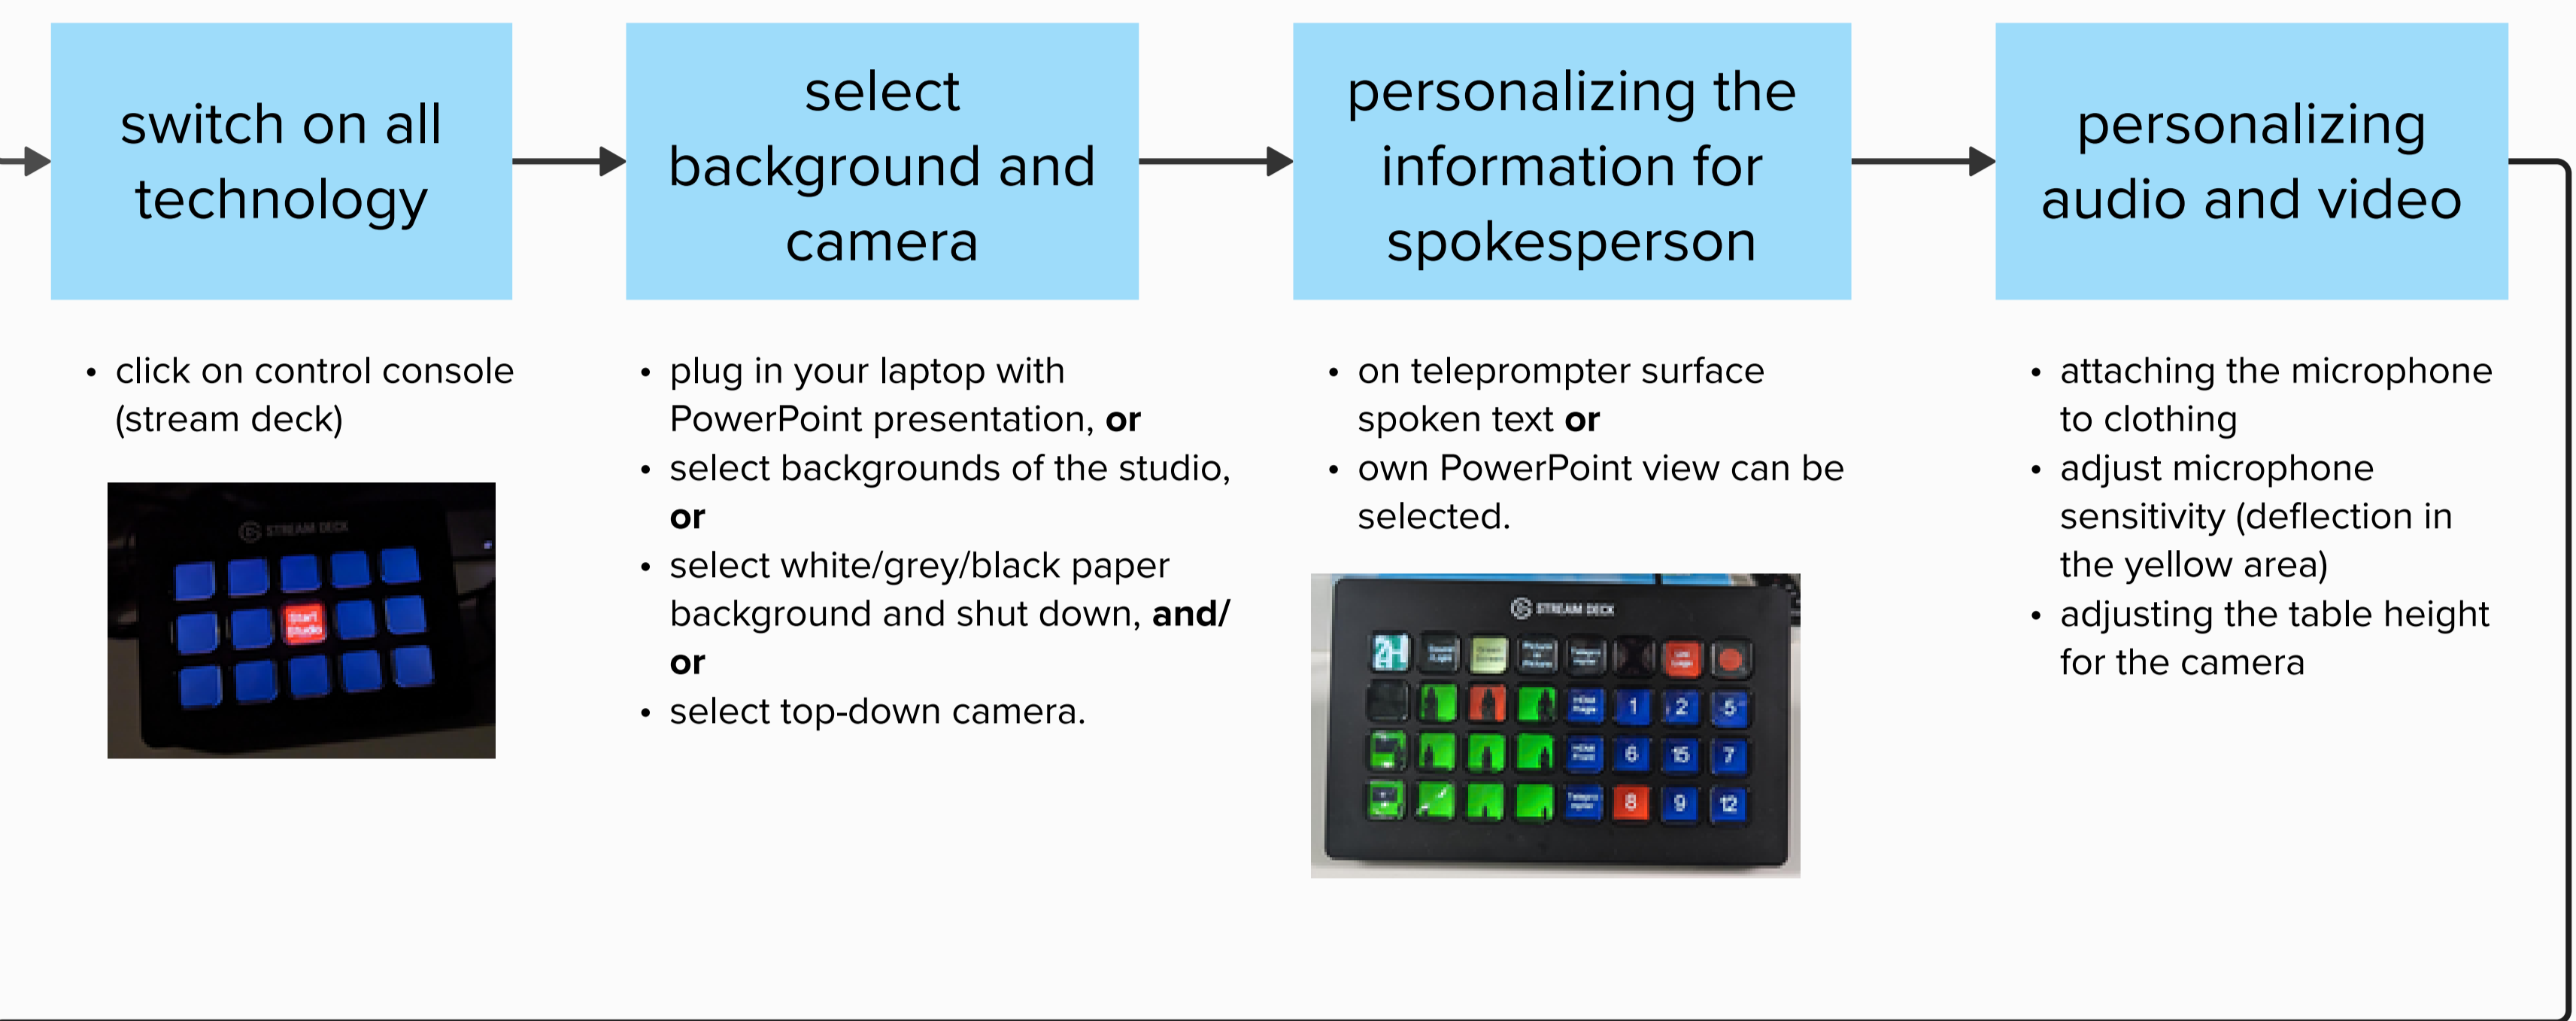 switch on all
technology
select
background and
camera
personalizing the
information for
spokesperson
personalizing
audio and video
• click on control console
(stream deck)
STREAM DECK
Start
Studio
• plug in your laptop with
PowerPoint presentation, or
• select backgrounds of the studio,
or
• select white/grey/black paper
background and shut down, and/
or
• select top-down camera.
• on teleprompter surface
spoken text or
• own PowerPoint view can be
selected.
STREAM DECK
1 2 5
6 15 7
8 9 12
• attaching the microphone
to clothing
• adjust microphone
sensitivity (deflection in
the yellow area)
• adjusting the table height
for the camera